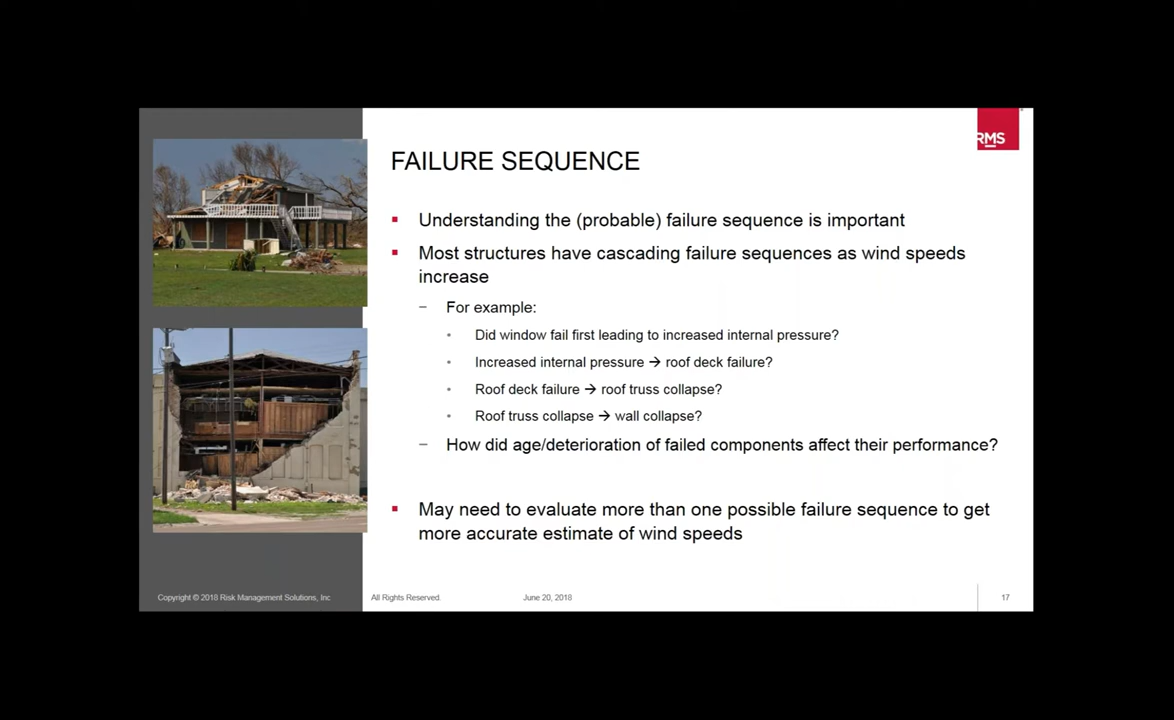 RMS
FAILURE SEQUENCE
▪ Understanding the (probable) failure sequence is important
▪ Most structures have cascading failure sequences as wind speeds
increase
− For example:
• Did window fail first leading to increased internal pressure?
• Increased internal pressure → roof deck failure?
• Roof deck failure → roof truss collapse?
• Roof truss collapse → wall collapse?
− How did age/deterioration of failed components affect their performance?
▪ May need to evaluate more than one possible failure sequence to get
more accurate estimate of wind speeds
Copyright © 2018 Risk Management Solutions, Inc All Rights Reserved. June 20, 2018 17